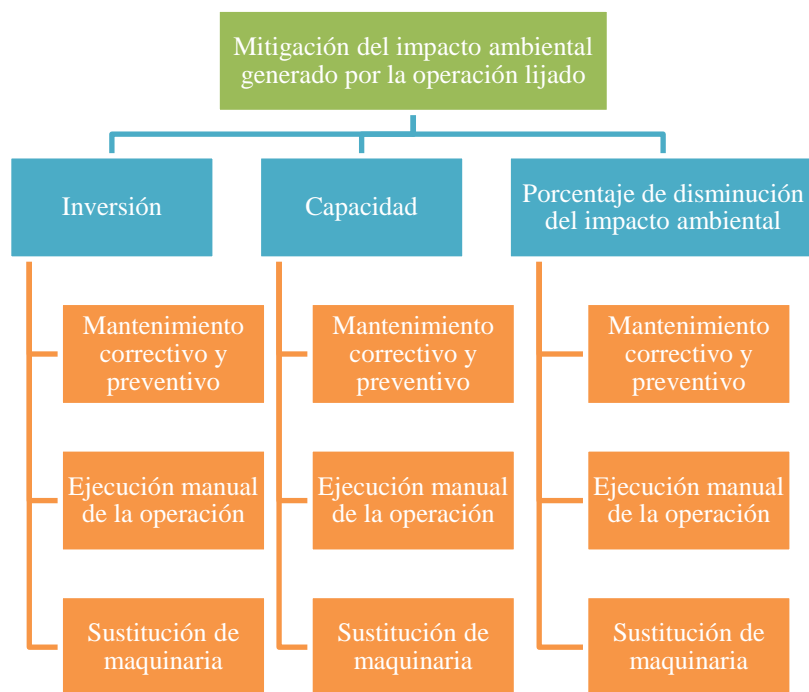 Mitigación del impacto ambiental
generado por la operación lijado
Inversión
Capacidad
Porcentaje de disminución
del impacto ambiental
Mantenimiento
correctivo y
preventivo
Mantenimiento
correctivo y
preventivo
Mantenimiento
correctivo y
preventivo
Ejecución manual
de la operación
Ejecución manual
de la operación
Ejecución manual
de la operación
Sustitución de
maquinaria
Sustitución de
maquinaria
Sustitución de
maquinaria